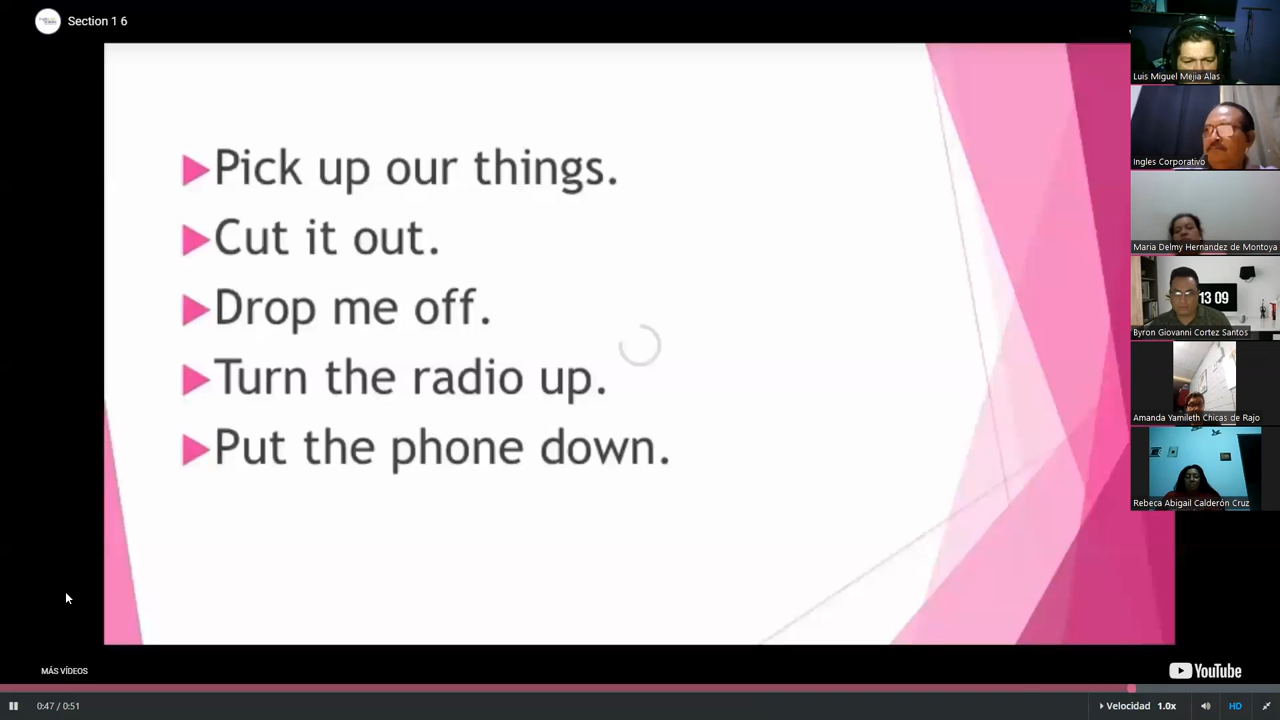 Section 1 6
Pick up our things.
Cut it out.
Drop me off.
Turn the radio up.
Put the phone down.
Luis Miguel Mejia Alas
Ingles Corporativo
Maria Delmy Hernandez de Montoya
13 09
Byron Giovanni Cortez Santos
Amanda Yamileth Chicas de Rajo
Rebeca Abigail Calderón Cruz
MÁS VÍDEOS
YouTube
0:47 / 0:51
Velocidad 1.0x
HD